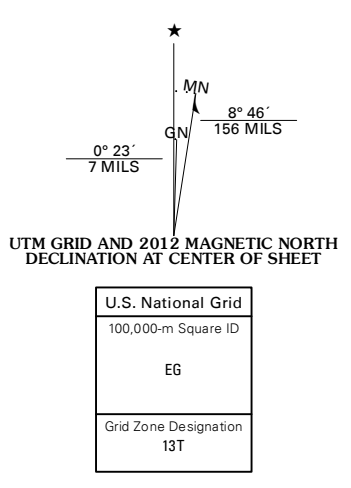 ★
MN
GN
8° 46´
156 MILS
0° 23´
7 MILS
UTM GRID AND 2012 MAGNETIC NORTH
DECLINATION AT CENTER OF SHEET
U.S. National Grid
100,000-m Square ID
EG
Grid Zone Designation
13T